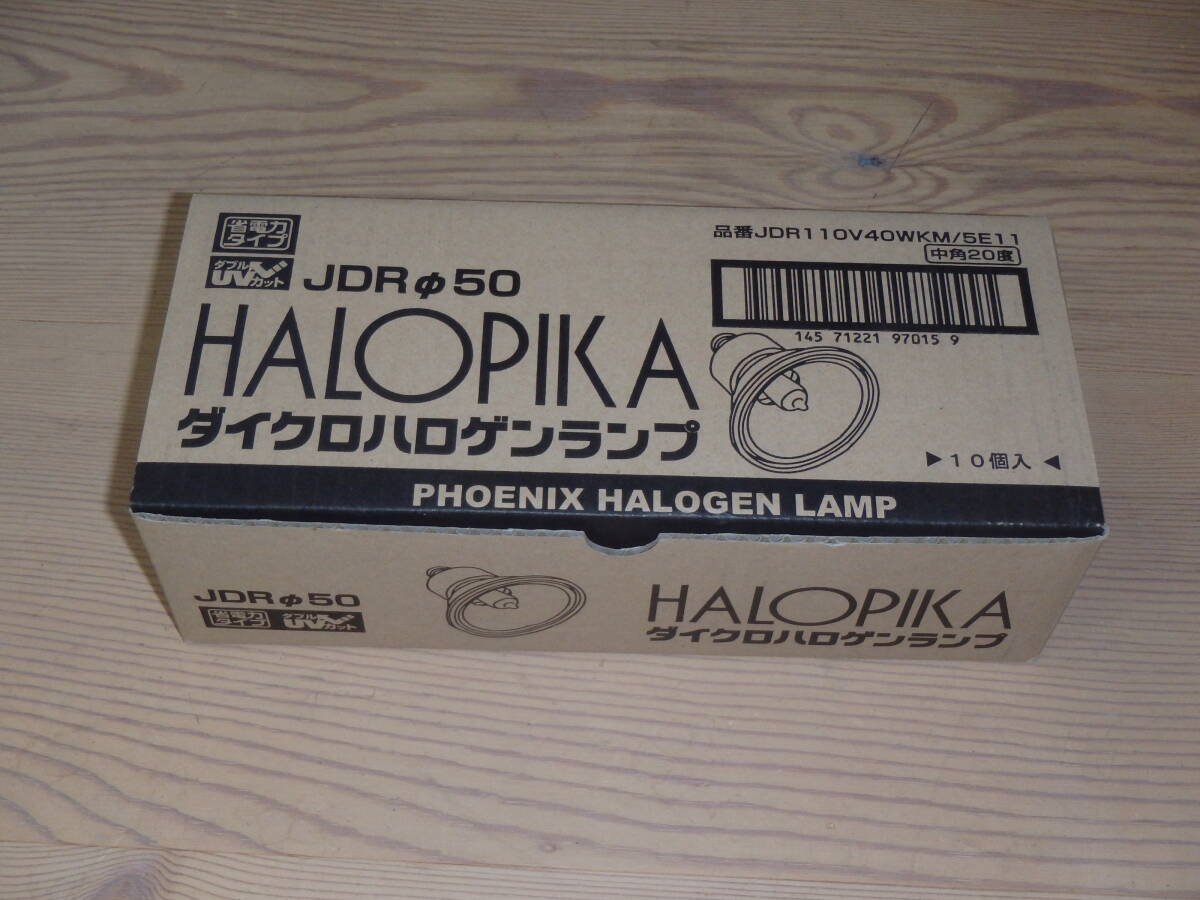 省電力
タイプ
ダブル
UV
カット
JDRφ50
HALOPIKA
ダイクロハロゲンランプ
品番JDR110V40WKM/5E11
中角20度
145 71221 97015 9
▶10個入◀
PHOENIX HALOGEN LAMP
JDRφ50
省電力
タイプ
ダブル
UV
カット
HALOPIKA
ダイクロハロゲンランプ